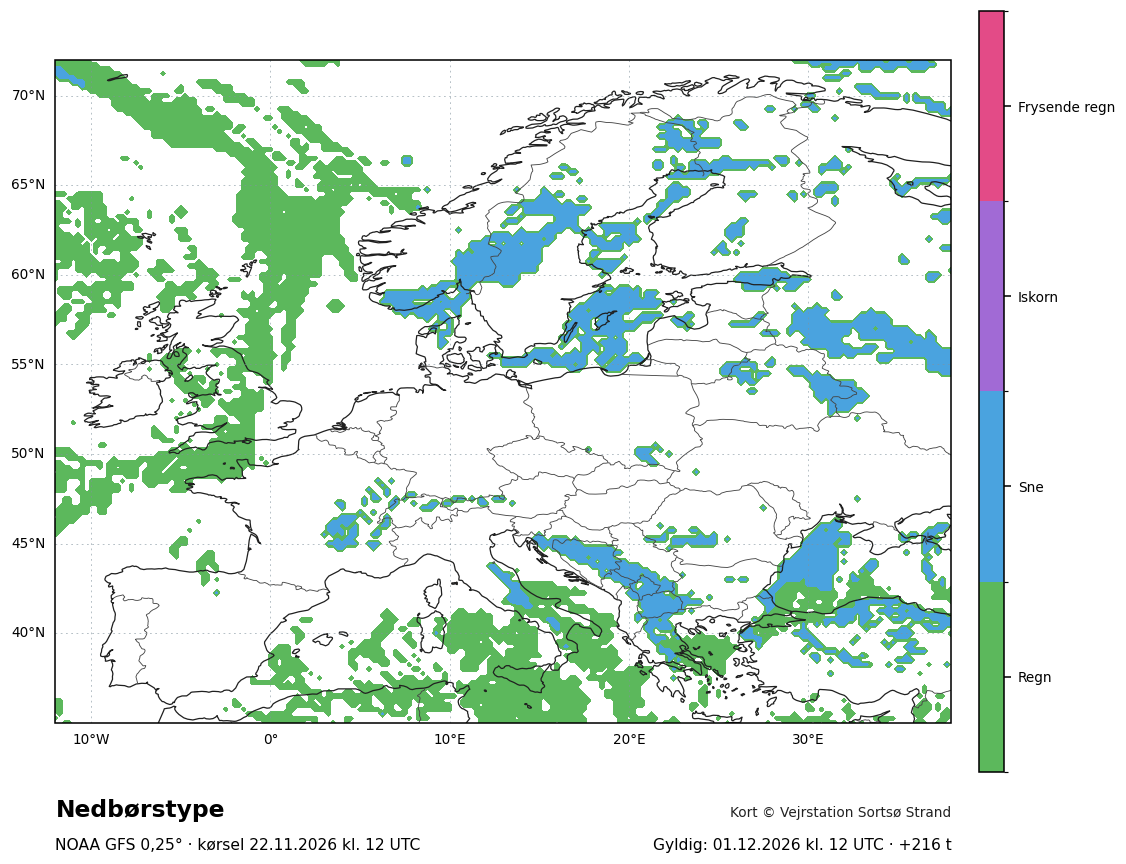 70°N
65°N
60°N
55°N
50°N
45°N
40°N
10°W
0°
10°E
20°E
30°E
Frysende regn
Iskorn
Sne
Regn
Nedbørstype
Kort © Vejrstation Sortsø Strand
NOAA GFS 0,25° · kørsel 22.11.2026 kl. 12 UTC
Gyldig: 01.12.2026 kl. 12 UTC · +216 t